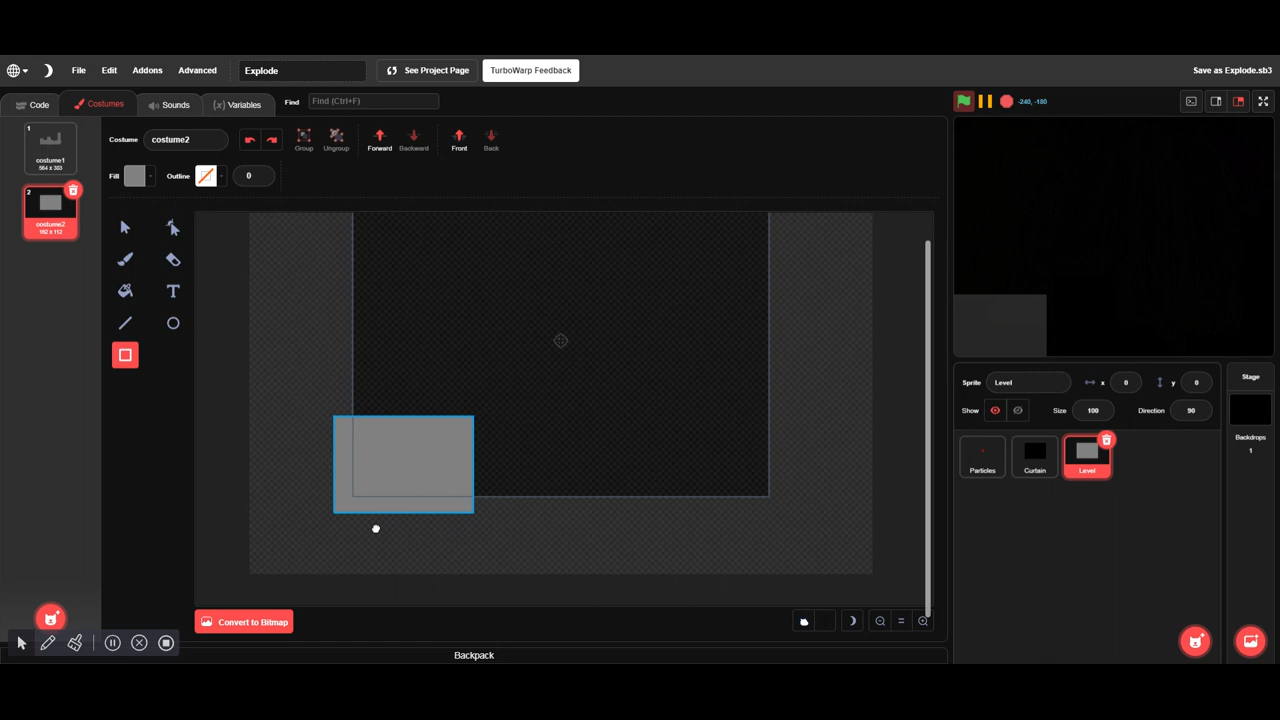 File Edit Addons Advanced Explode See Project Page TurboWarp Feedback Save as Explode.sb3
Code Costumes Sounds (x) Variables Find Find (Ctrl+F) -240, -180
1
costume1
564 x 303
2
costume2
162 x 112
Costume costume2 Group Ungroup Forward Backward Front Back
Fill Outline 0
T
Convert to Bitmap
Backpack
Sprite Level x 0 y 0
Show Size 100 Direction 90
Particles Curtain Level
Stage
Backdrops
1